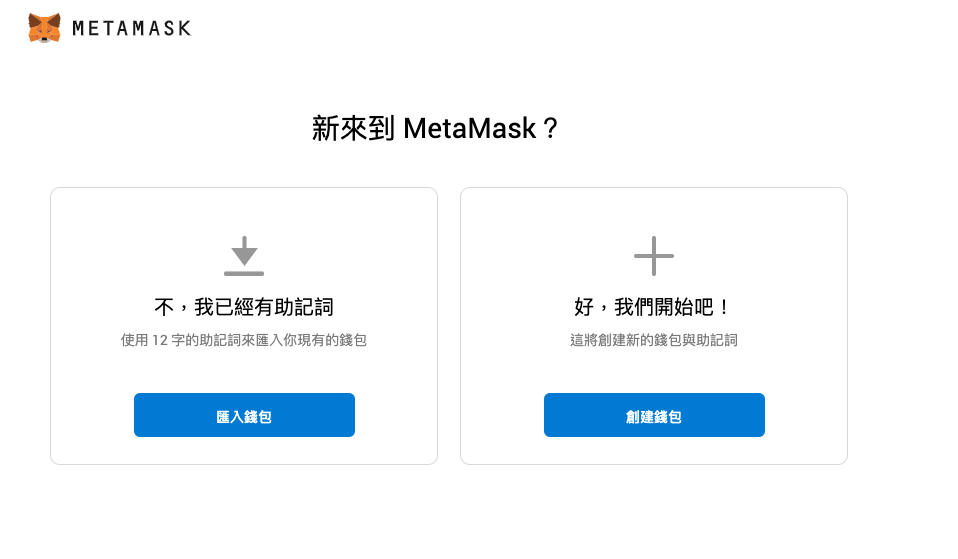 METAMASK
新來到 MetaMask？
不，我已經有助記詞
使用 12 字的助記詞來匯入你現有的錢包
匯入錢包
好，我們開始吧！
這將創建新的錢包與助記詞
創建錢包